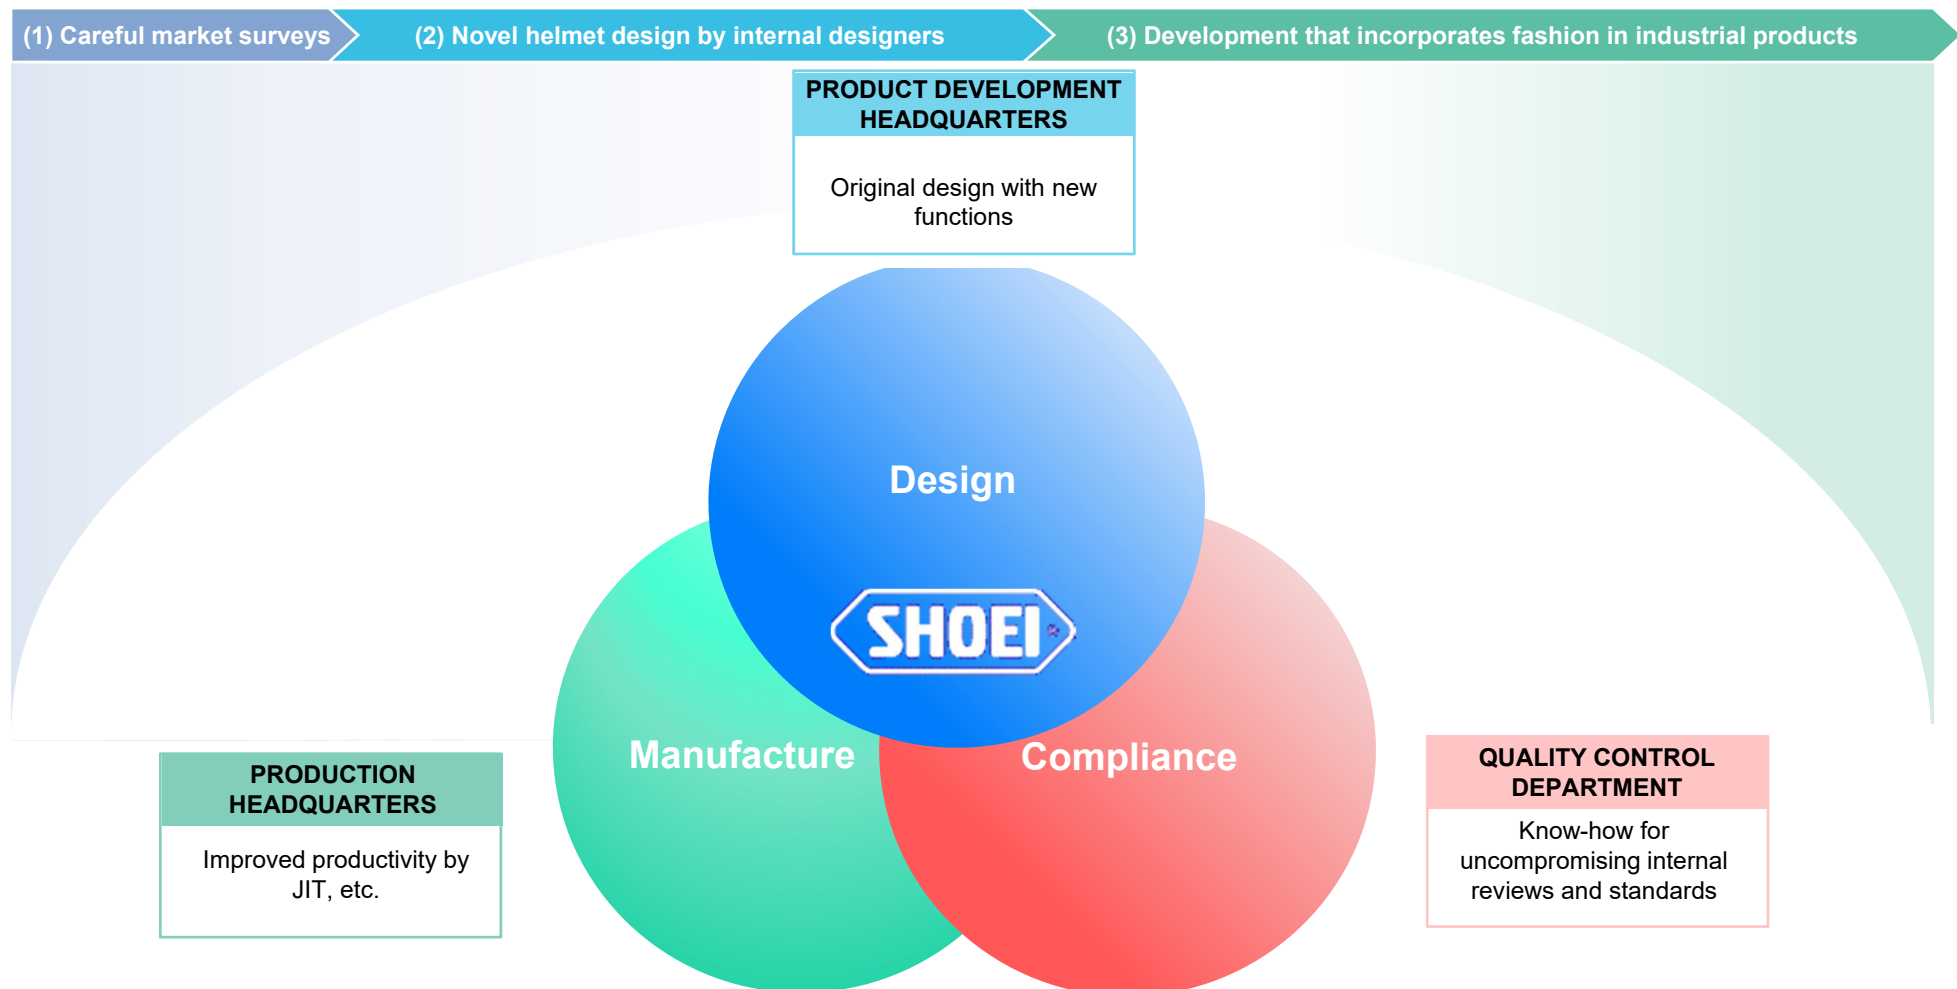 (1) Careful market surveys
(2) Novel helmet design by internal designers
(3) Development that incorporates fashion in industrial products
PRODUCT DEVELOPMENT
HEADQUARTERS
Original design with new
functions
Design
SHOEI
Manufacture
Compliance
PRODUCTION
HEADQUARTERS
Improved productivity by
JIT, etc.
QUALITY CONTROL
DEPARTMENT
Know-how for
uncompromising internal
reviews and standards